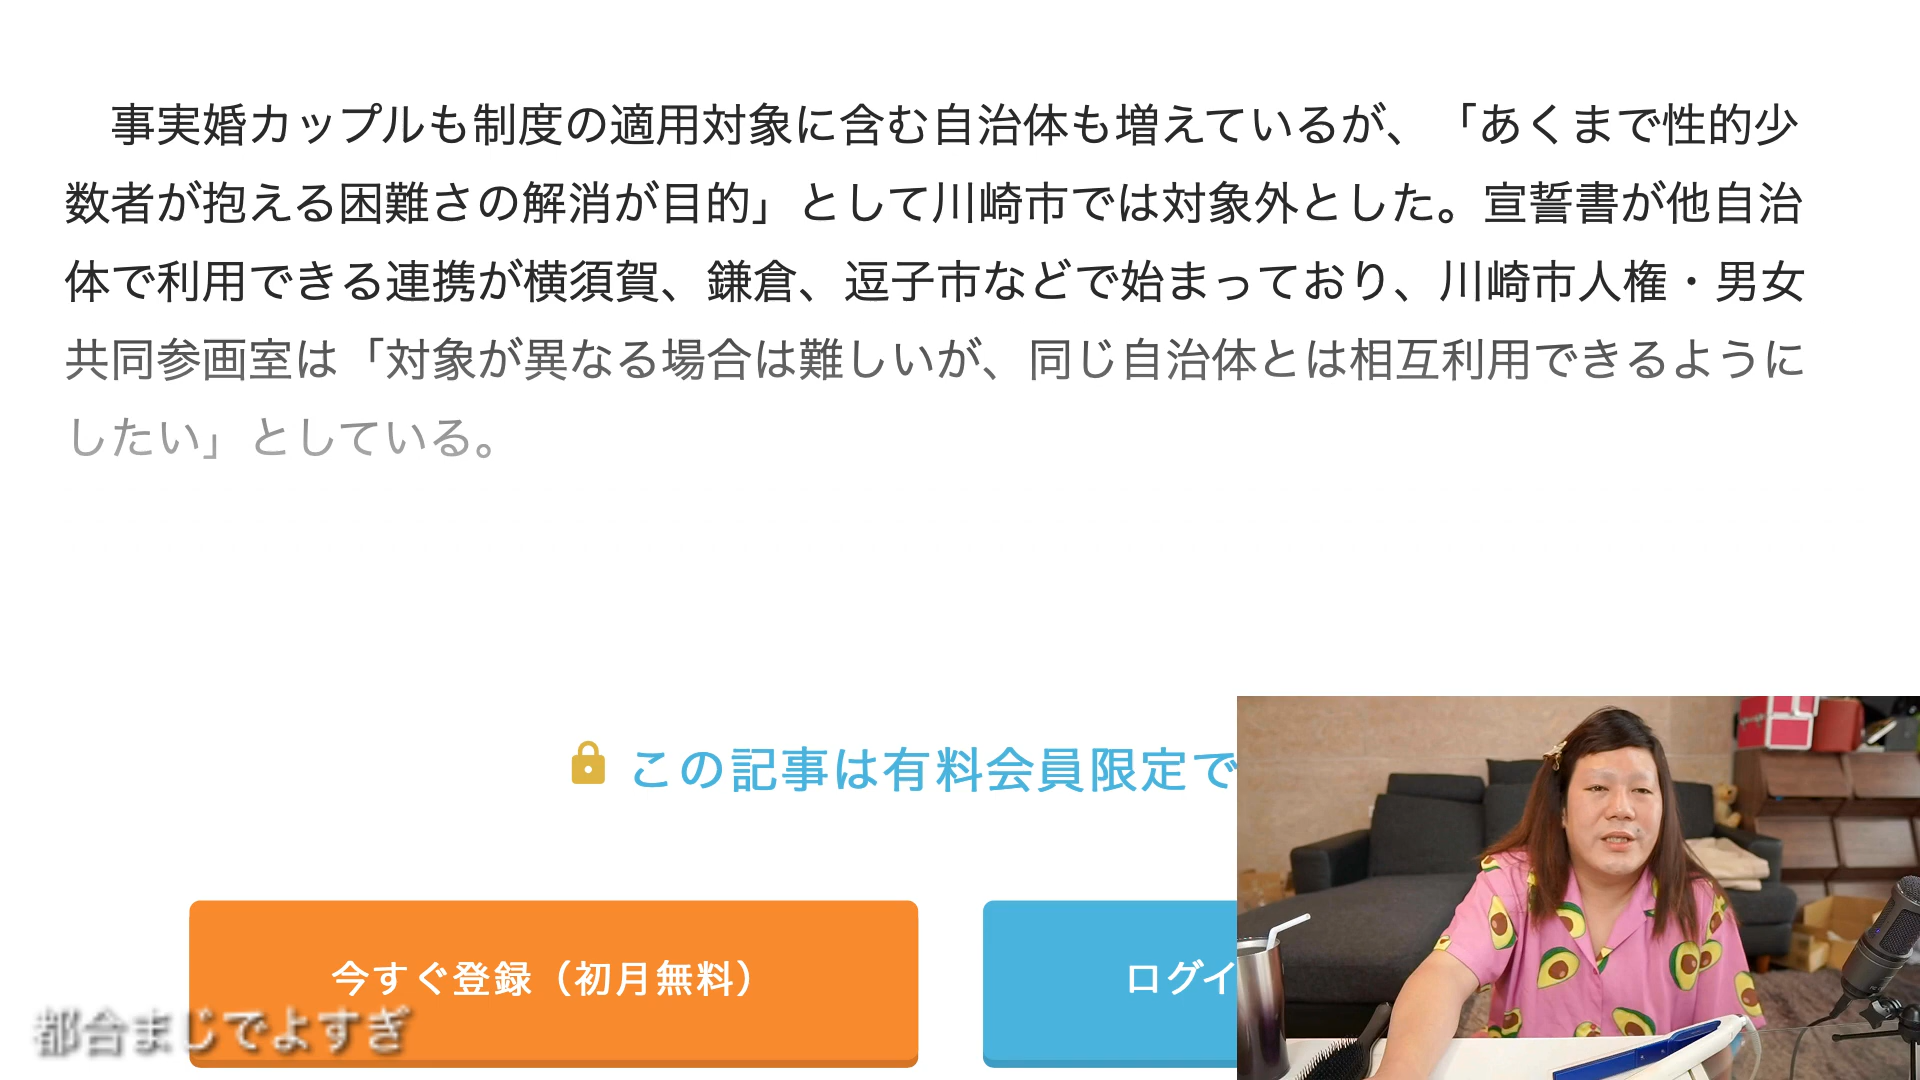 事実婚カップルも制度の適用対象に含む自治体も増えているが、「あくまで性的少
数者が抱える困難さの解消が目的」として川崎市では対象外とした。宣誓書が他自治
体で利用できる連携が横須賀、鎌倉、逗子市などで始まっており、川崎市人権・男女
共同参画室は「対象が異なる場合は難しいが、同じ自治体とは相互利用できるように
したい」としている。
この記事は有料会員限定で
今すぐ登録（初月無料）
ログイ
都合まじでよすぎ